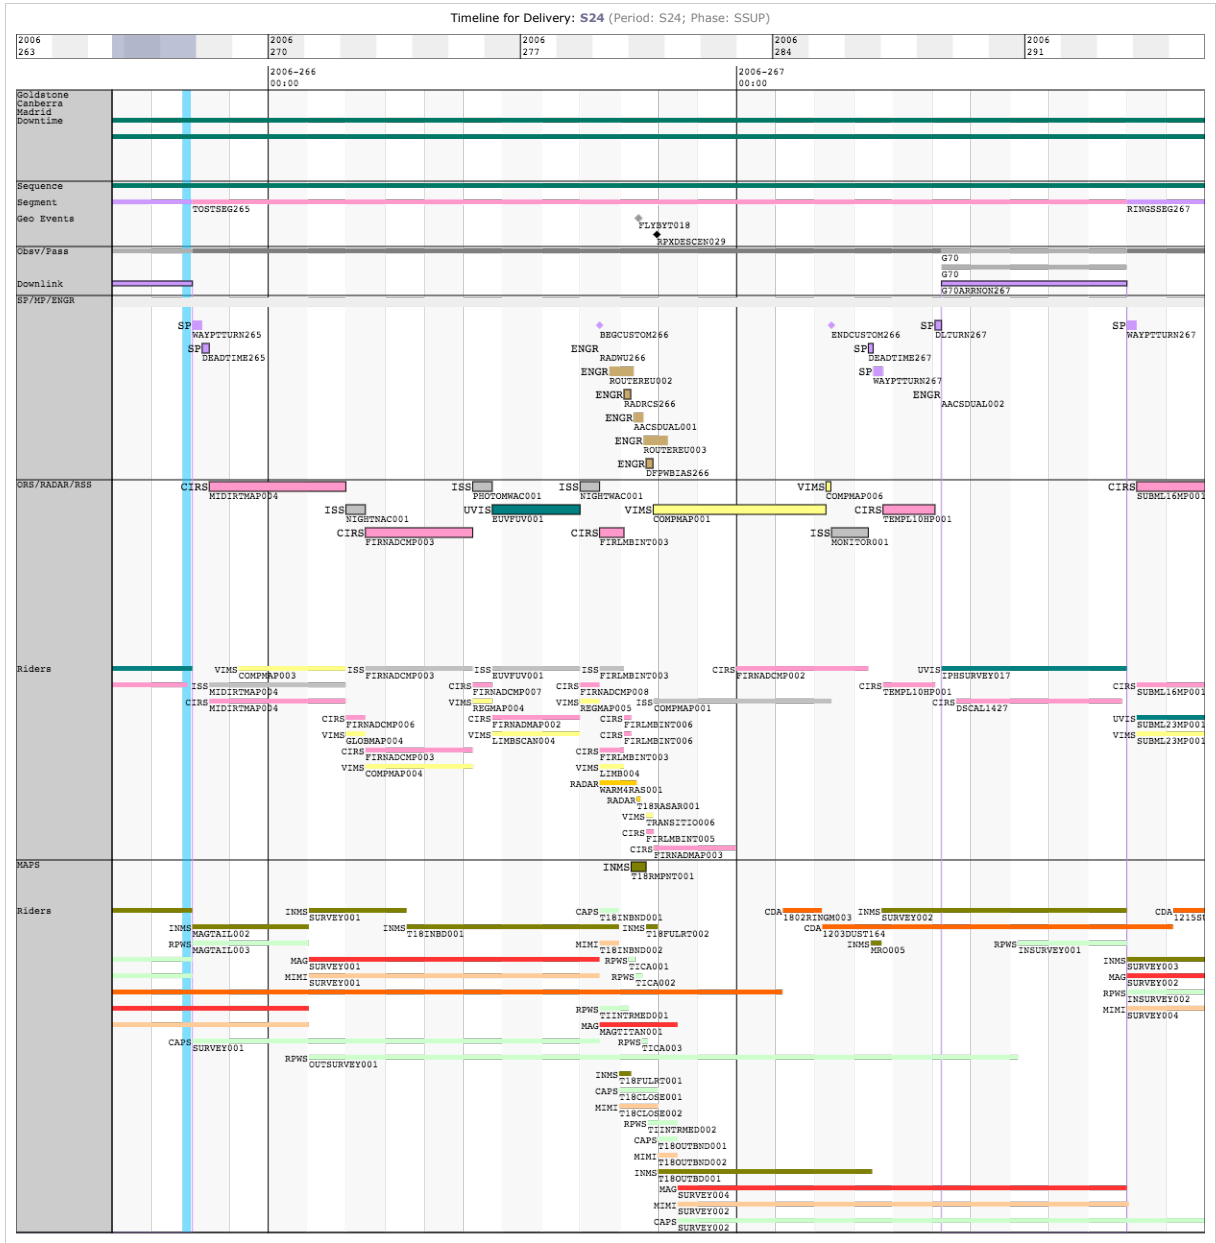 Timeline for Delivery: S24 (Period: S24; Phase: SSUP)
2006 2006 2006 2006 2006
263 270 277 284 291
2006-266 2006-267
00:00 00:00
Goldstone
Canberra
Madrid
Downtime
Sequence
Segment
TOSTSEG265 RINGSSEG267
Geo Events
FLYBYT018
RPXDESCEN029
Obsv/Pass
G70
G70
Downlink
G70ARRNON267
SP/MP/ENGR
SP SP SP
WAYPTTURN265 BEGCUSTOM266 ENDCUSTOM266 DLTURN267 WAYPTTURN267
SP ENGR SP
DEADTIME265 RADWU266 DEADTIME267
ENGR SP
ROUTEREU002 WAYPTTURN267
ENGR ENGR
RADRCS266 AACSDUAL002
ENGR
AACSDUAL001
ENGR
ROUTEREU003
ENGR
DFPWBIAS266
ORS/RADAR/RSS
CIRS ISS ISS VIMS CIRS
MIDIRTMAP004 PHOTOMWAC001 NIGHTWAC001 COMPMAP006 SUBML16MP001
ISS UVIS VIMS CIRS
NIGHTNAC001 EUVFUV001 COMPMAP001 TEMPL10HP001
CIRS CIRS ISS
FIRNADCMP003 FIRLMBINT003 MONITOR001
Riders
VIMS ISS ISS ISS CIRS UVIS
COMPMAP003 FIRNADCMP003 EUVFUV001 FIRLMBINT003 FIRNADCMP002 IPHSURVEY017
ISS CIRS CIRS CIRS CIRS
MIDIRTMAP004 FIRNADCMP007 FIRNADCMP008 TEMPL10HP001 SUBML16MP001
CIRS VIMS VIMS ISS CIRS
MIDIRTMAP004 REGMAP004 REGMAP005 COMPMAP001 DSCAL1427
CIRS CIRS CIRS UVIS
FIRNADCMP006 FIRNADMAP002 FIRLMBINT006 SUBML23MP001
VIMS VIMS CIRS VIMS
GLOBMAP004 LIMBSCAN004 FIRLMBINT006 SUBML23MP001
CIRS CIRS
FIRNADCMP003 FIRLMBINT003
VIMS VIMS
COMPMAP004 LIMB004
RADAR
WARM4RAS001
RADAR
T18RASAR001
VIMS
TRANSITIO006
CIRS
FIRLMBINT005
CIRS
FIRNADMAP003
MAPS
INMS
T18RMPNT001
Riders
INMS CAPS CDA INMS CDA
SURVEY001 T18INBND001 1802RINGM003 SURVEY002 1215SU
INMS INMS INMS CDA
MAGTAIL002 T18INBD001 T18FULRT002 1203DUST164
RPWS MIMI INMS RPWS
MAGTAIL003 T18INBND002 MRO005 INSURVEY001
MAG RPWS INMS
SURVEY001 TICA001 SURVEY003
MIMI RPWS MAG
SURVEY001 TICA002 SURVEY002
RPWS
INSURVEY002
RPWS MIMI
TIINTRMED001 SURVEY004
MAG
MAGTITAN001
CAPS RPWS
SURVEY001 TICA003
RPWS
OUTSURVEY001
INMS
T18FULRT001
CAPS
T18CLOSE001
MIMI
T18CLOSE002
RPWS
TIINTRMED002
CAPS
T18OUTBND001
MIMI
T18OUTBND002
INMS
T18OUTBD001
MAG
SURVEY004
MIMI
SURVEY002
CAPS
SURVEY002